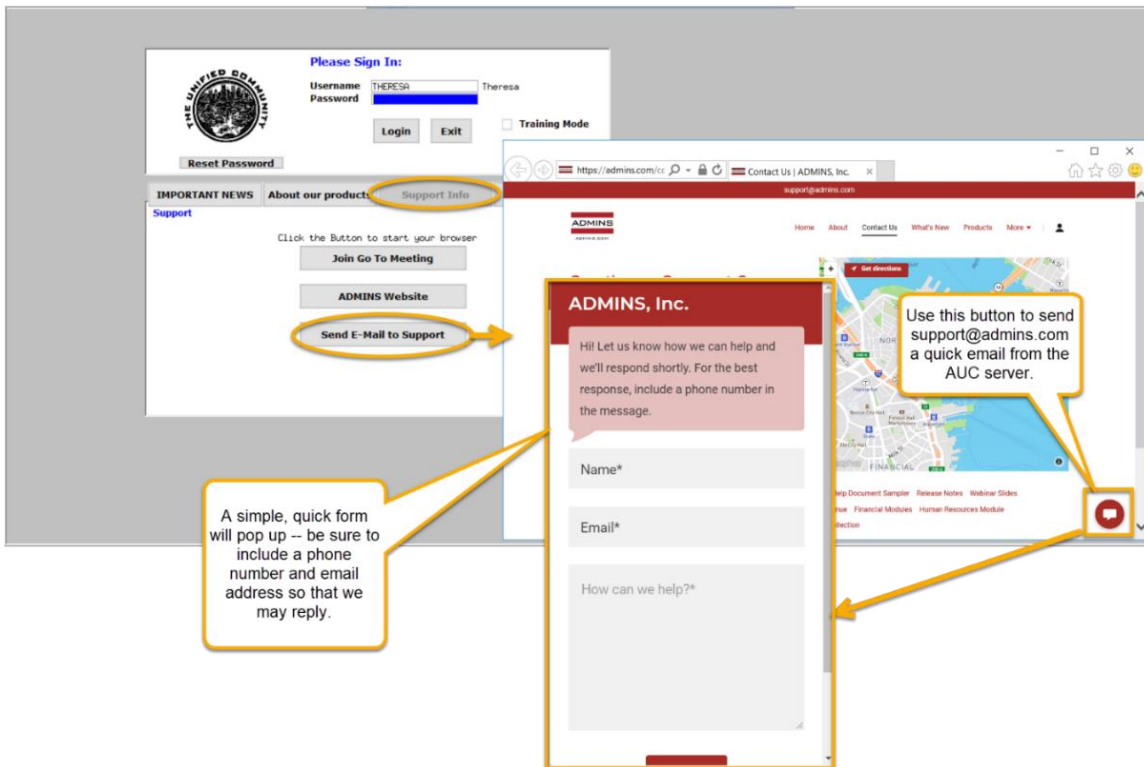 THE UNIFIED COMMUNITY
Please Sign In:
Username THERESA Theresa
Password
Login Exit Training Mode
Reset Password
IMPORTANT NEWS About our products Support Info
Support
Click the Button to start your browser
Join Go To Meeting
ADMINS Website
Send E-Mail to Support
https://admins.com/cc
Contact Us | ADMINS, Inc.
support@admins.com
ADMINS
Home About Contact Us What's New Products More
Get directions
ADMINS, Inc.
Hi! Let us know how we can help and
we'll respond shortly. For the best
response, include a phone number in
the message.
Name*
Email*
How can we help?*
FINANCIAL
Help Document Sampler Release Notes Webinar Slides
Financial Modules Human Resources Module
Use this button to send
support@admins.com
a quick email from the
AUC server.
A simple, quick form
will pop up -- be sure to
include a phone
number and email
address so that we
may reply.